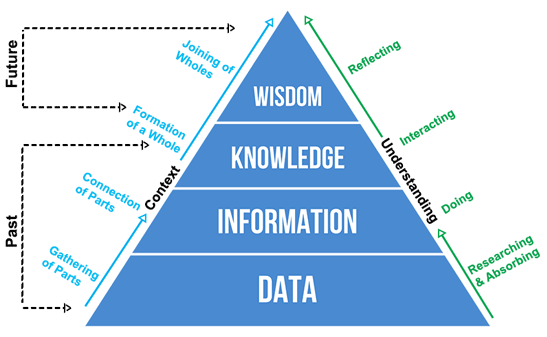 Future
Past
Joining of
Wholes
Formation
of a Whole
Context
Connection
of Parts
Gathering
of Parts
WISDOM
KNOWLEDGE
INFORMATION
DATA
Reflecting
Interacting
Understanding
Doing
Researching
& Absorbing